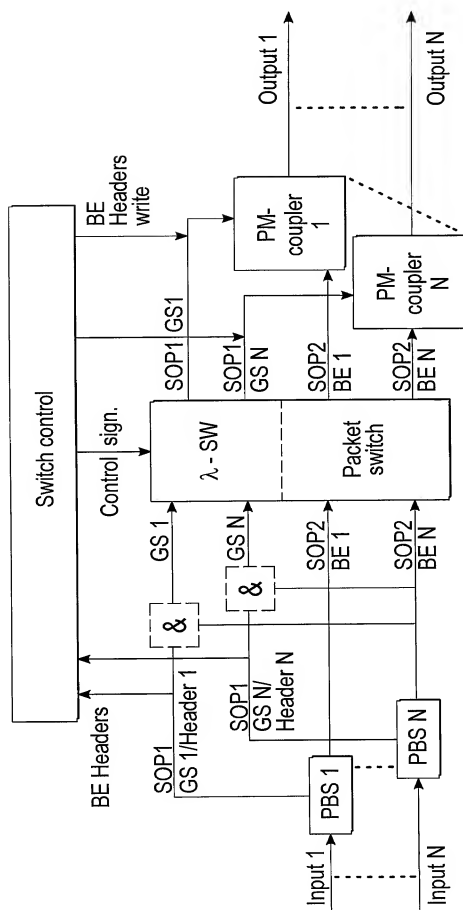 Switch control
BE Headers
Control sign.
BE
Headers
write
SOP1
GS 1/Header 1
SOP1
GS N/
Header N
&
&
GS 1
GS N
SOP2
BE 1
SOP2
BE N
λ - SW
Packet
switch
SOP1
GS1
SOP1
GS N
SOP2
BE 1
SOP2
BE N
PM-
coupler
1
PM-
coupler
N
Input 1
Input N
PBS 1
PBS N
Output 1
Output N